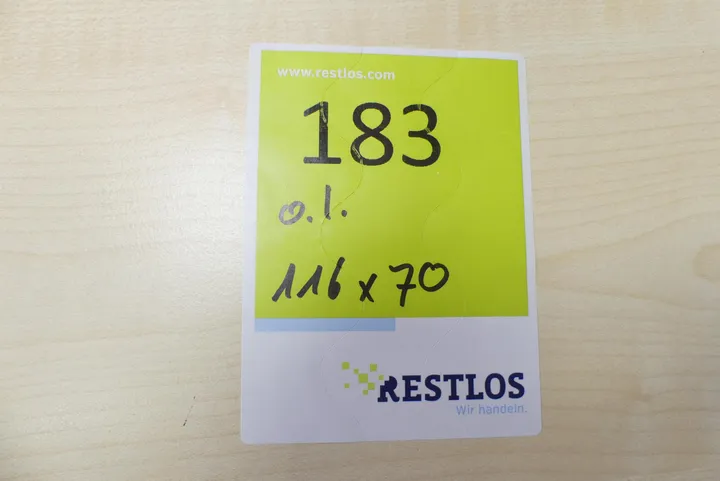 www.restlos.com
183
o.l.
116 x 70
RESTLOS
Wir handeln.